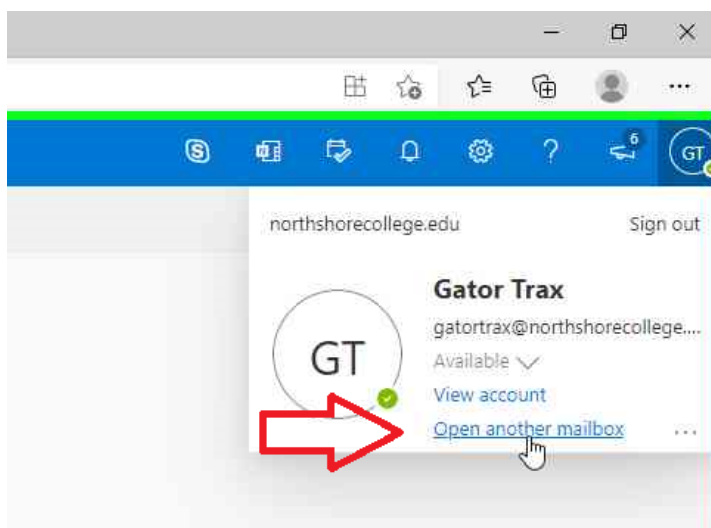 6
GT
northshorecollege.edu Sign out
Gator Trax
gatortrax@northshorecollege....
GT
Available
View account
Open another mailbox